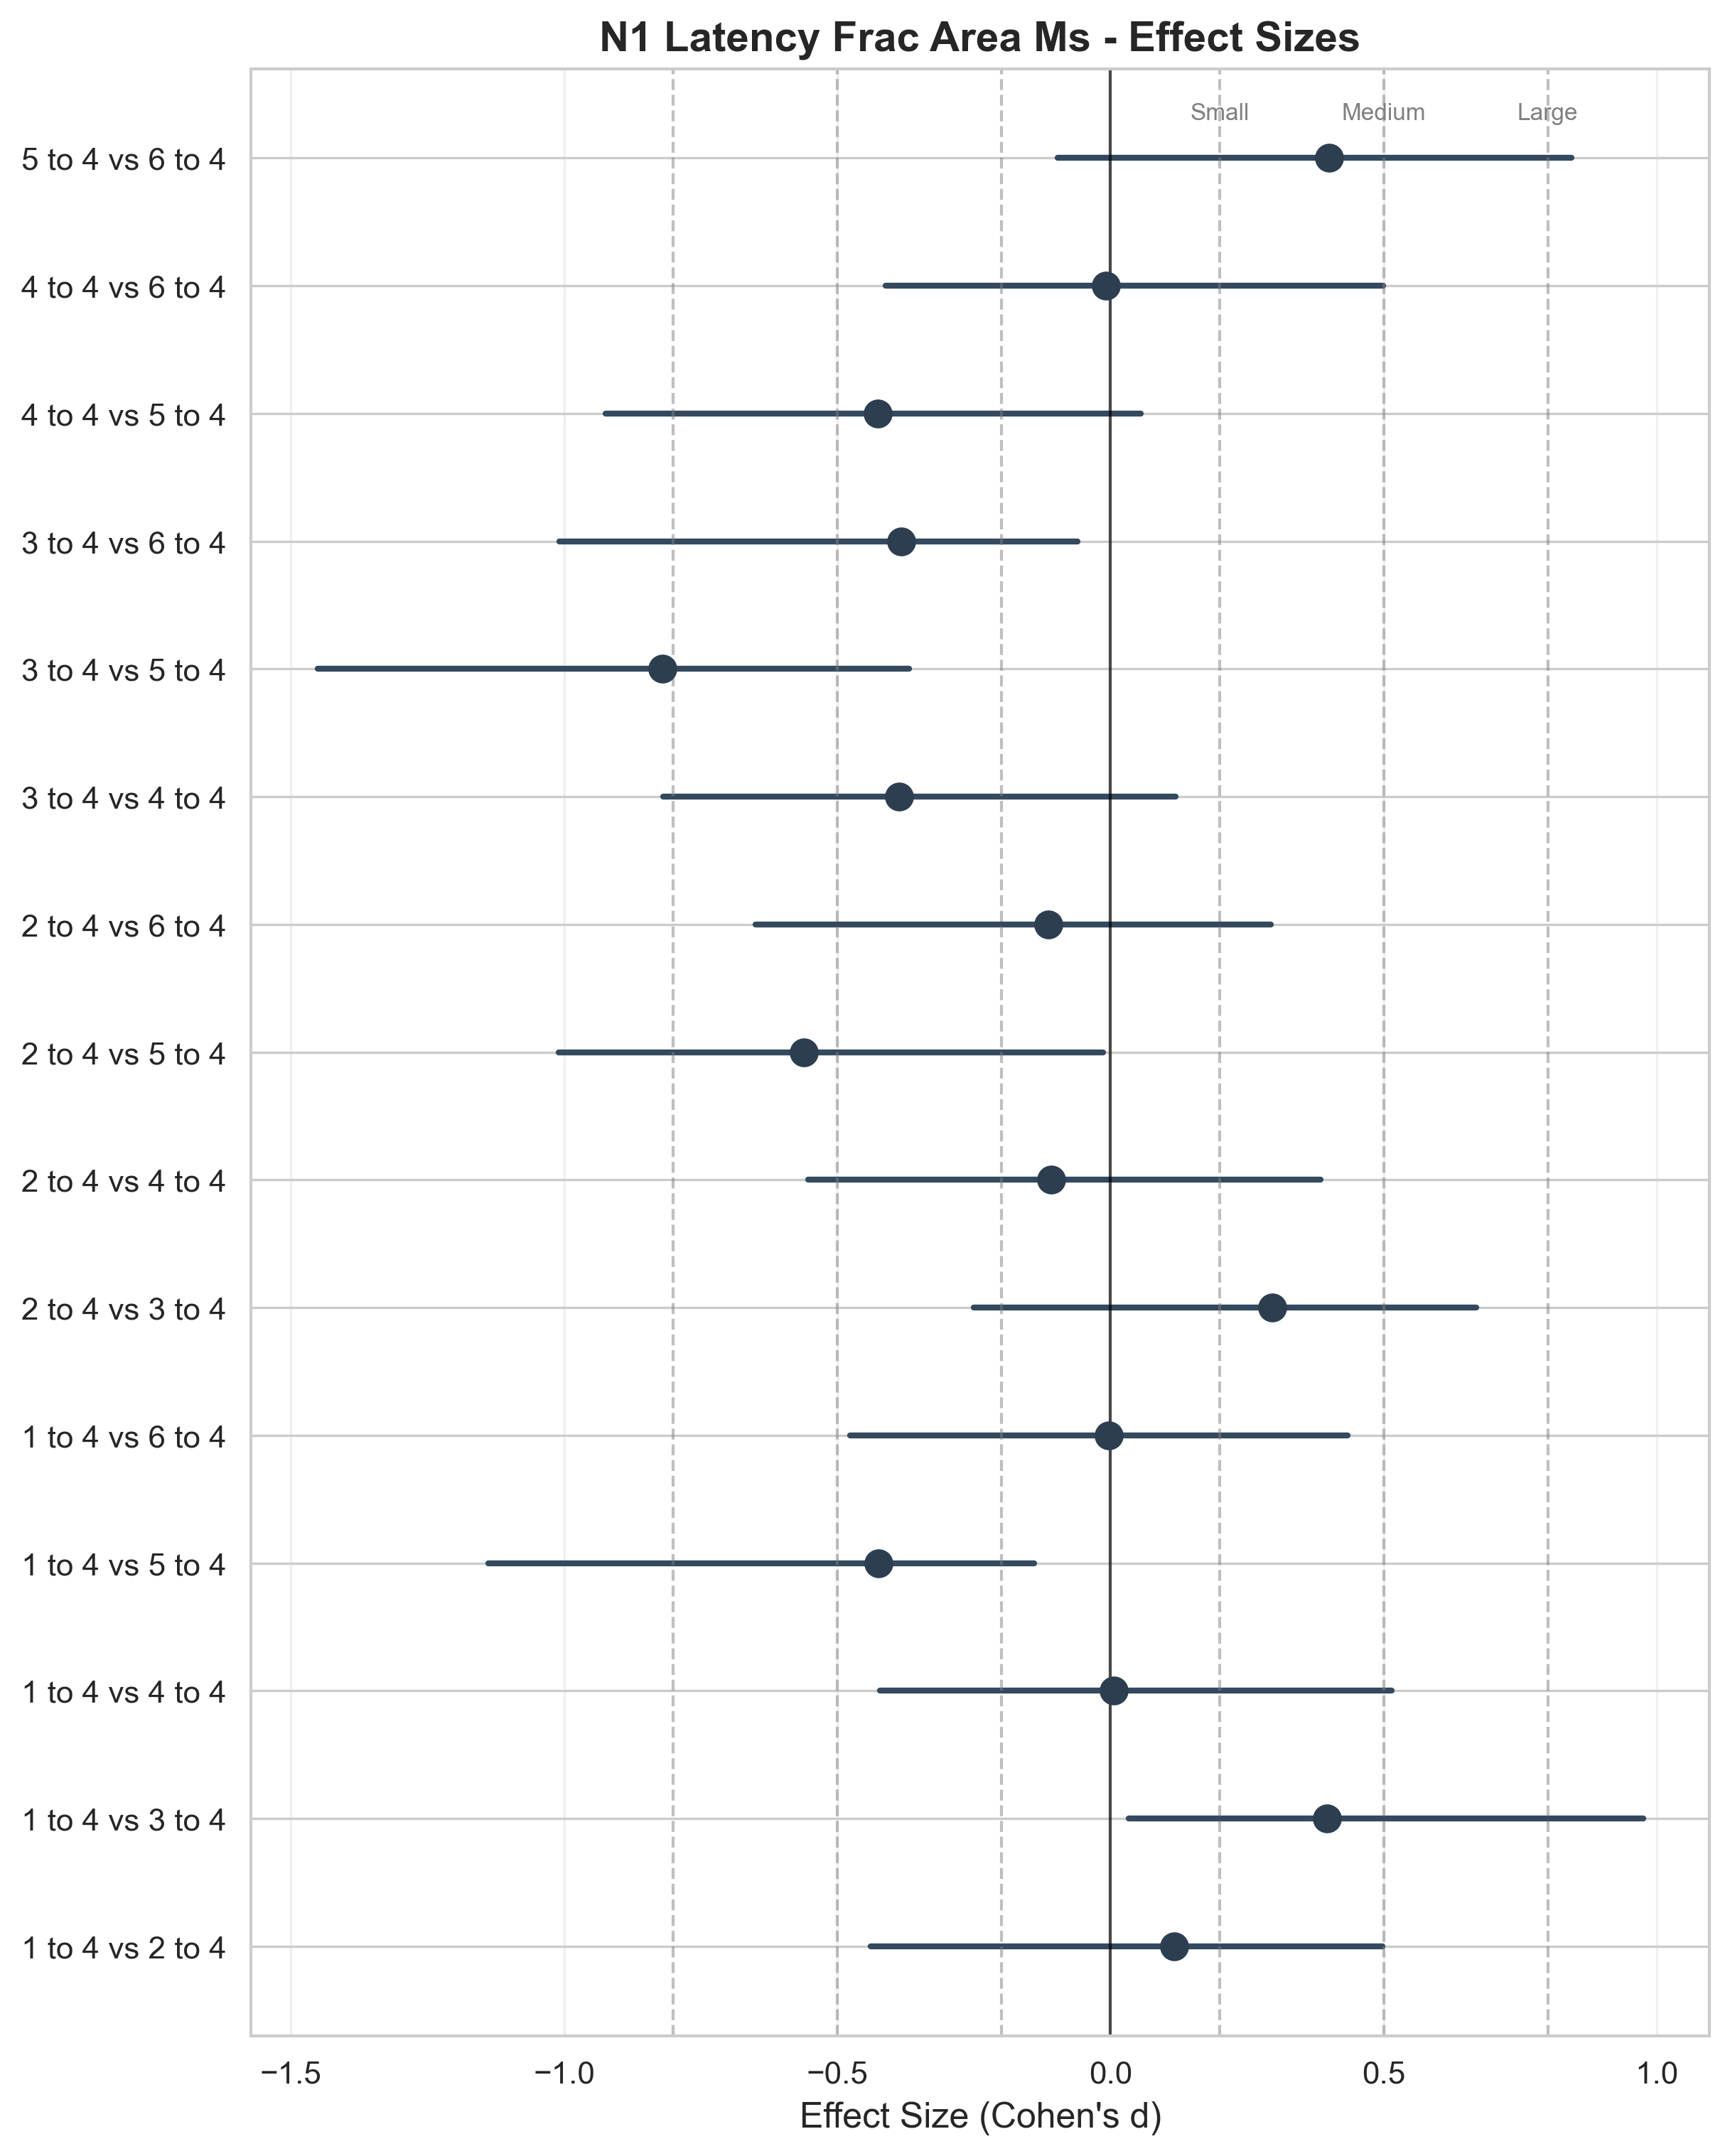 N1 Latency Frac Area Ms - Effect Sizes
Small Medium Large
5 to 4 vs 6 to 4
4 to 4 vs 6 to 4
4 to 4 vs 5 to 4
3 to 4 vs 6 to 4
3 to 4 vs 5 to 4
3 to 4 vs 4 to 4
2 to 4 vs 6 to 4
2 to 4 vs 5 to 4
2 to 4 vs 4 to 4
2 to 4 vs 3 to 4
1 to 4 vs 6 to 4
1 to 4 vs 5 to 4
1 to 4 vs 4 to 4
1 to 4 vs 3 to 4
1 to 4 vs 2 to 4
−1.5 −1.0 −0.5 0.0 0.5 1.0
Effect Size (Cohen's d)